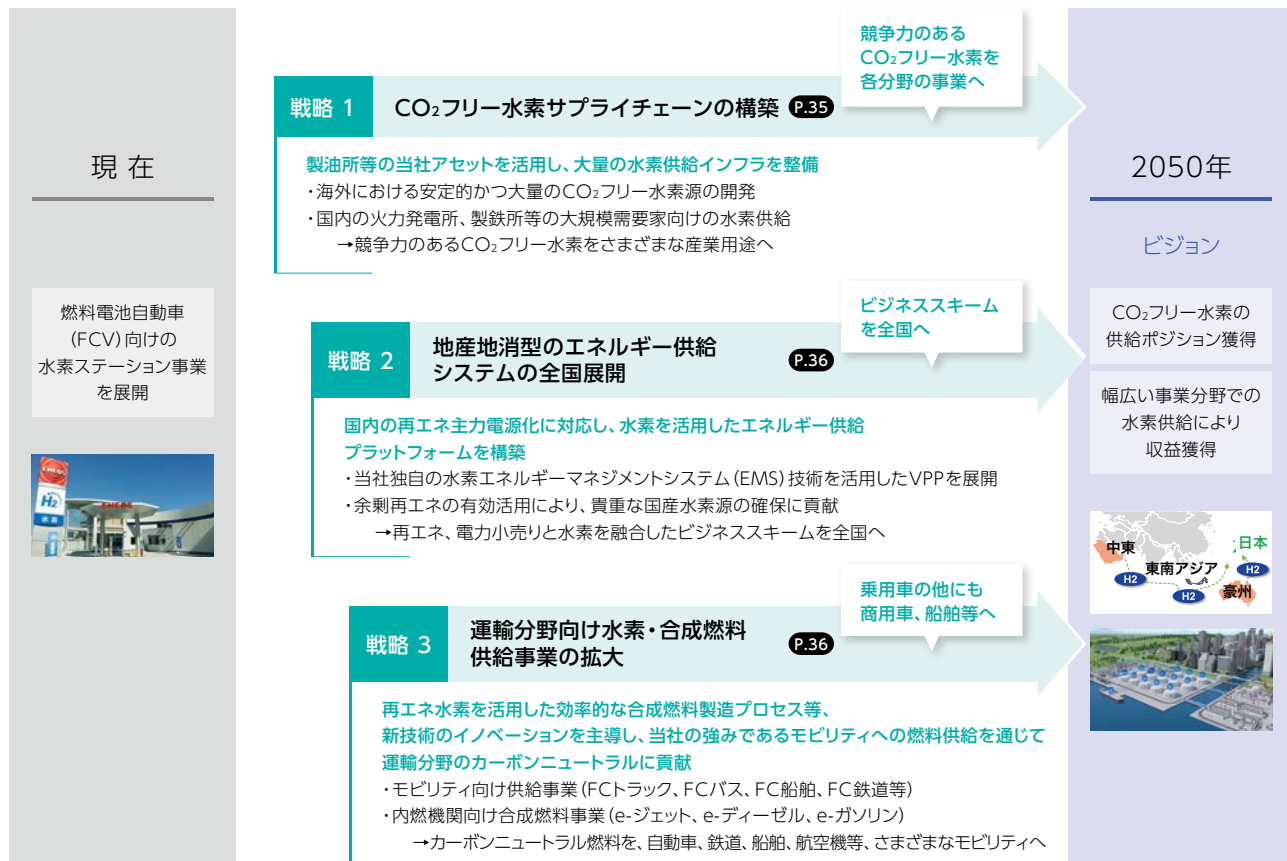 現 在
燃料電池自動車
(FCV)向けの
水素ステーション事業
を展開
ENEOS
H2
水素
ENEOS
競争力のある
CO₂フリー水素を
各分野の事業へ
戦略 1
CO₂フリー水素サプライチェーンの構築 P.35
製油所等の当社アセットを活用し、大量の水素供給インフラを整備
・海外における安定的かつ大量のCO₂フリー水素源の開発
・国内の火力発電所、製鉄所等の大規模需要家向けの水素供給
→競争力のあるCO₂フリー水素をさまざまな産業用途へ
ビジネススキーム
を全国へ
戦略 2
地産地消型のエネルギー供給
システムの全国展開
P.36
国内の再エネ主力電源化に対応し、水素を活用したエネルギー供給
プラットフォームを構築
・当社独自の水素エネルギーマネジメントシステム(EMS)技術を活用したVPPを展開
・余剰再エネの有効活用により、貴重な国産水素源の確保に貢献
→再エネ、電力小売りと水素を融合したビジネススキームを全国へ
乗用車の他にも
商用車、船舶等へ
戦略 3
運輸分野向け水素・合成燃料
供給事業の拡大
P.36
再エネ水素を活用した効率的な合成燃料製造プロセス等、
新技術のイノベーションを主導し、当社の強みであるモビリティへの燃料供給を通じて
運輸分野のカーボンニュートラルに貢献
・モビリティ向け供給事業(FCトラック、FCバス、FC船舶、FC鉄道等)
・内燃機関向け合成燃料事業(e-ジェット、e-ディーゼル、e-ガソリン)
→カーボンニュートラル燃料を、自動車、鉄道、船舶、航空機等、さまざまなモビリティへ
2050年
ビジョン
CO₂フリー水素の
供給ポジション獲得
幅広い事業分野での
水素供給により
収益獲得
中東
日本
東南アジア
豪州
H2
H2
H2